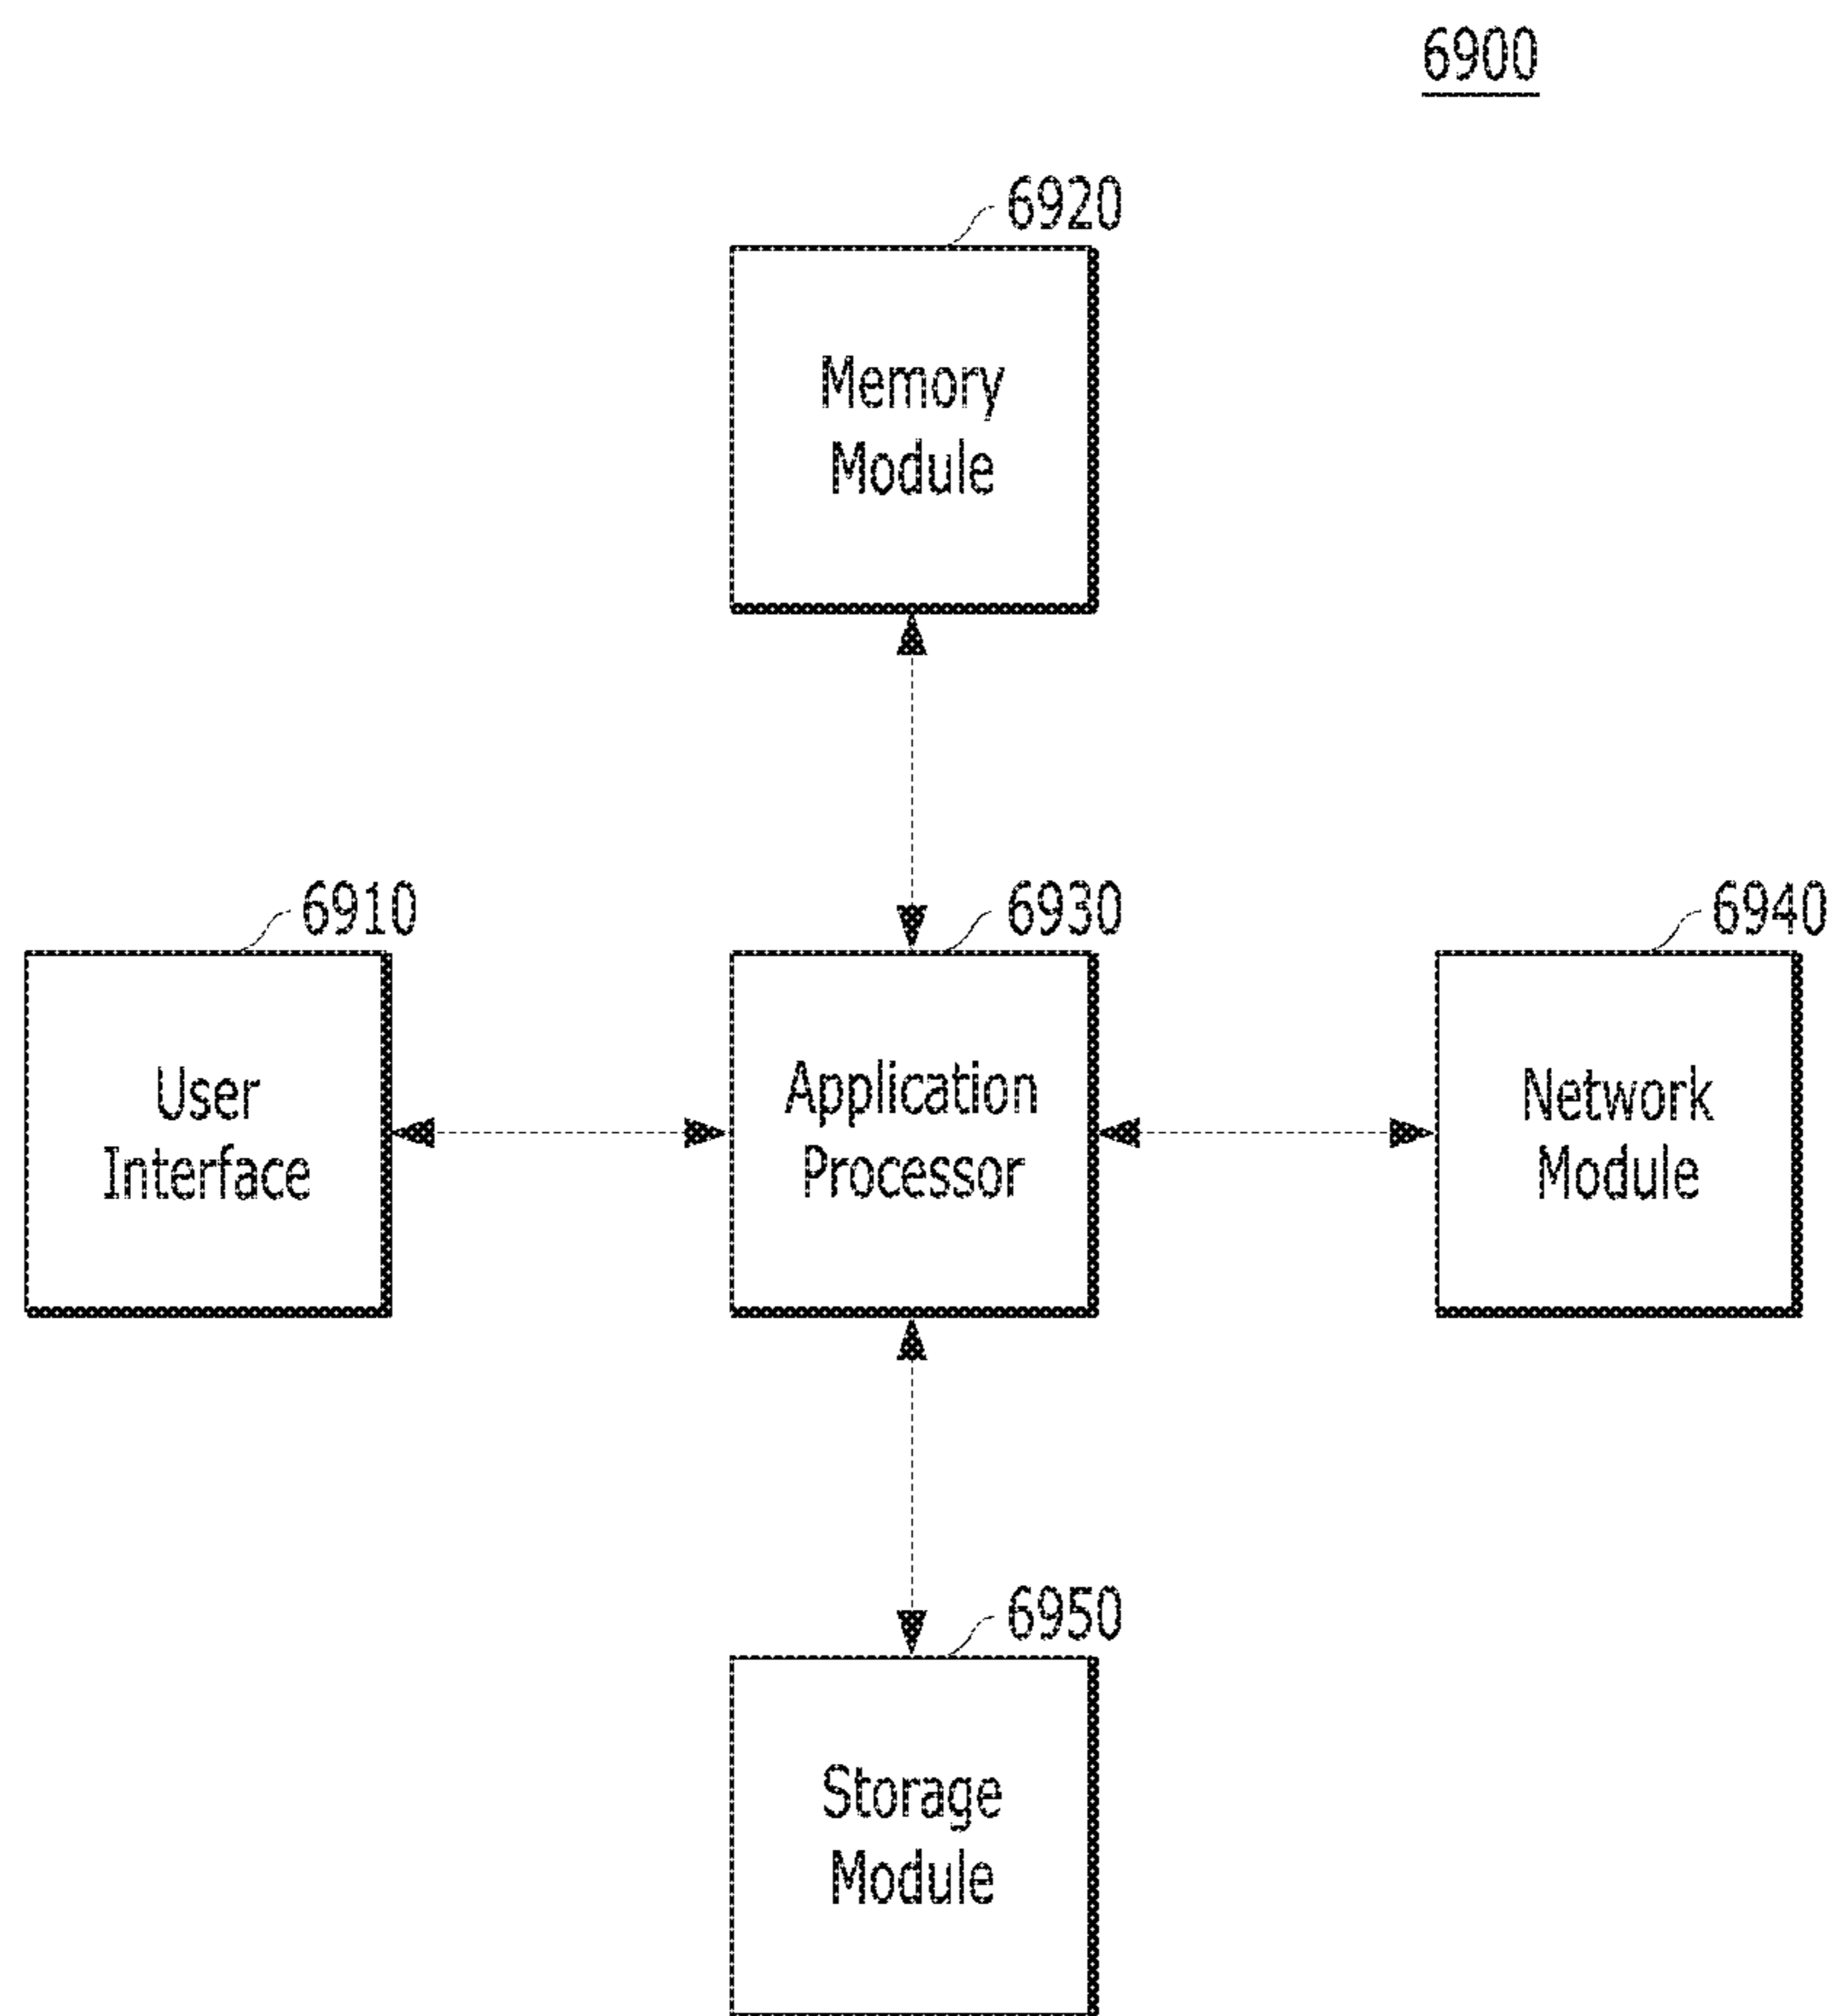 6900
6920
Memory
Module
6910
User
Interface
6930
Application
Processor
6940
Network
Module
6950
Storage
Module